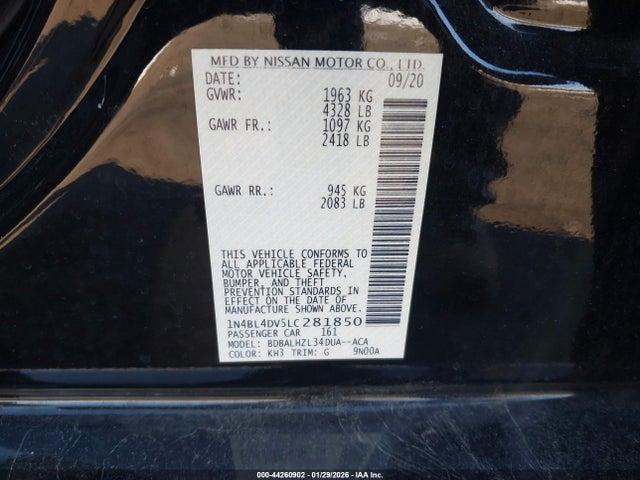 MFD BY NISSAN MOTOR CO., LTD.
DATE: 09/20
GVWR: 1963 KG
4328 LB
GAWR FR.: 1097 KG
2418 LB
GAWR RR.: 945 KG
2083 LB
THIS VEHICLE CONFORMS TO
ALL APPLICABLE FEDERAL
MOTOR VEHICLE SAFETY,
BUMPER, AND THEFT
PREVENTION STANDARDS IN
EFFECT ON THE DATE OF
MANUFACTURE SHOWN ABOVE.
1N4BL4DV5LC281850
PASSENGER CAR 161
MODEL: BDBALHZL34DUA--ACA
COLOR: KH3 TRIM: G 9N00A
000-44260902 | 01/29/2026 | IAA Inc.